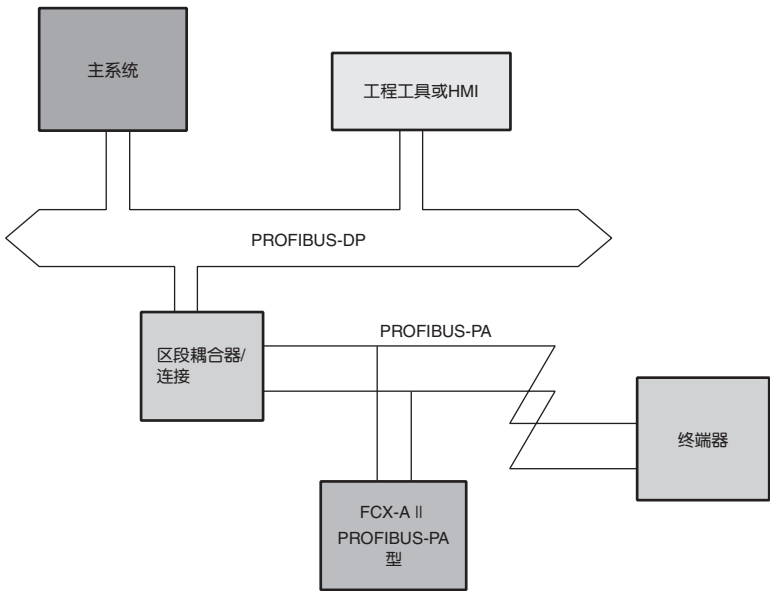 主系统
工程工具或HMI
PROFIBUS-DP
区段耦合器/
连接
PROFIBUS-PA
终端器
FCX-A II
PROFIBUS-PA
型